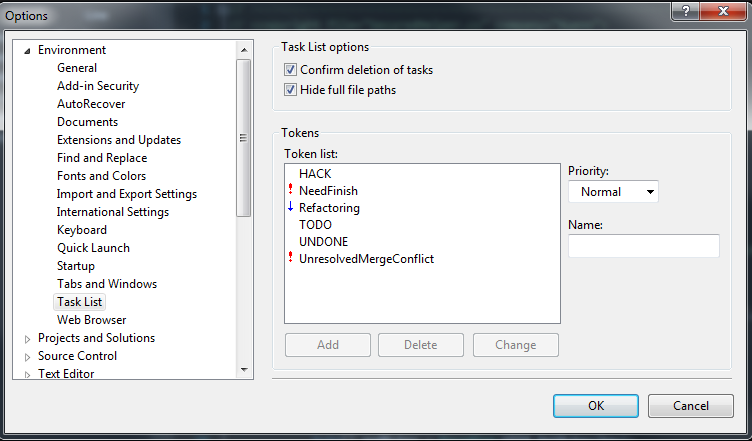 Options
Environment
General
Add-in Security
AutoRecover
Documents
Extensions and Updates
Find and Replace
Fonts and Colors
Import and Export Settings
International Settings
Keyboard
Quick Launch
Startup
Tabs and Windows
Task List
Web Browser
Projects and Solutions
Source Control
Text Editor
Task List options
Confirm deletion of tasks
Hide full file paths
Tokens
Token list:
HACK
NeedFinish
Refactoring
TODO
UNDONE
UnresolvedMergeConflict
Priority:
Normal
Name:
Add
Delete
Change
OK
Cancel